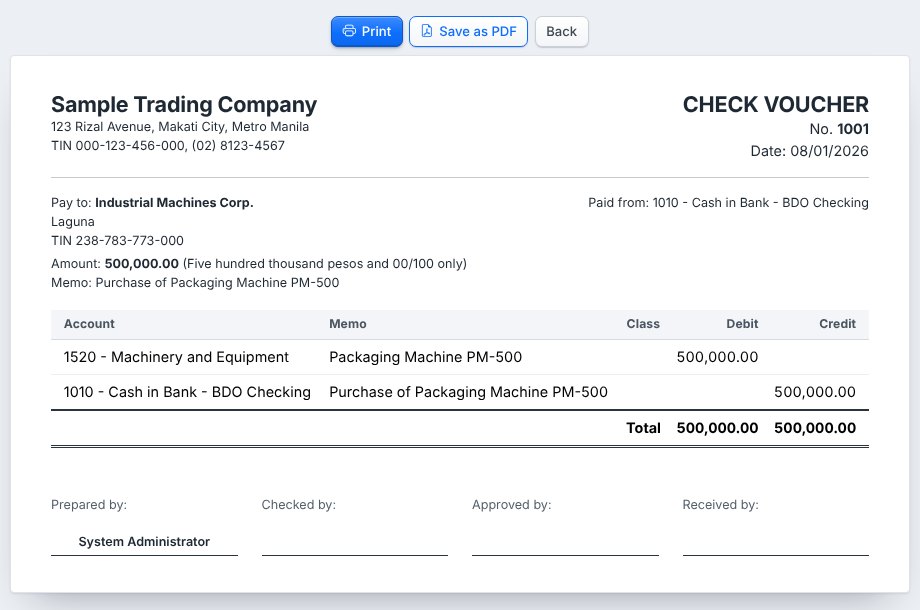 Print
Save as PDF
Back
Sample Trading Company
123 Rizal Avenue, Makati City, Metro Manila
TIN 000-123-456-000, (02) 8123-4567
CHECK VOUCHER
No. 1001
Date: 08/01/2026
Pay to: Industrial Machines Corp.
Laguna
TIN 238-783-773-000
Paid from: 1010 - Cash in Bank - BDO Checking
Amount: 500,000.00 (Five hundred thousand pesos and 00/100 only)
Memo: Purchase of Packaging Machine PM-500
Account Memo Class Debit Credit
1520 - Machinery and Equipment Packaging Machine PM-500 500,000.00
1010 - Cash in Bank - BDO Checking Purchase of Packaging Machine PM-500 500,000.00
Total 500,000.00 500,000.00
Prepared by: Checked by: Approved by: Received by:
System Administrator